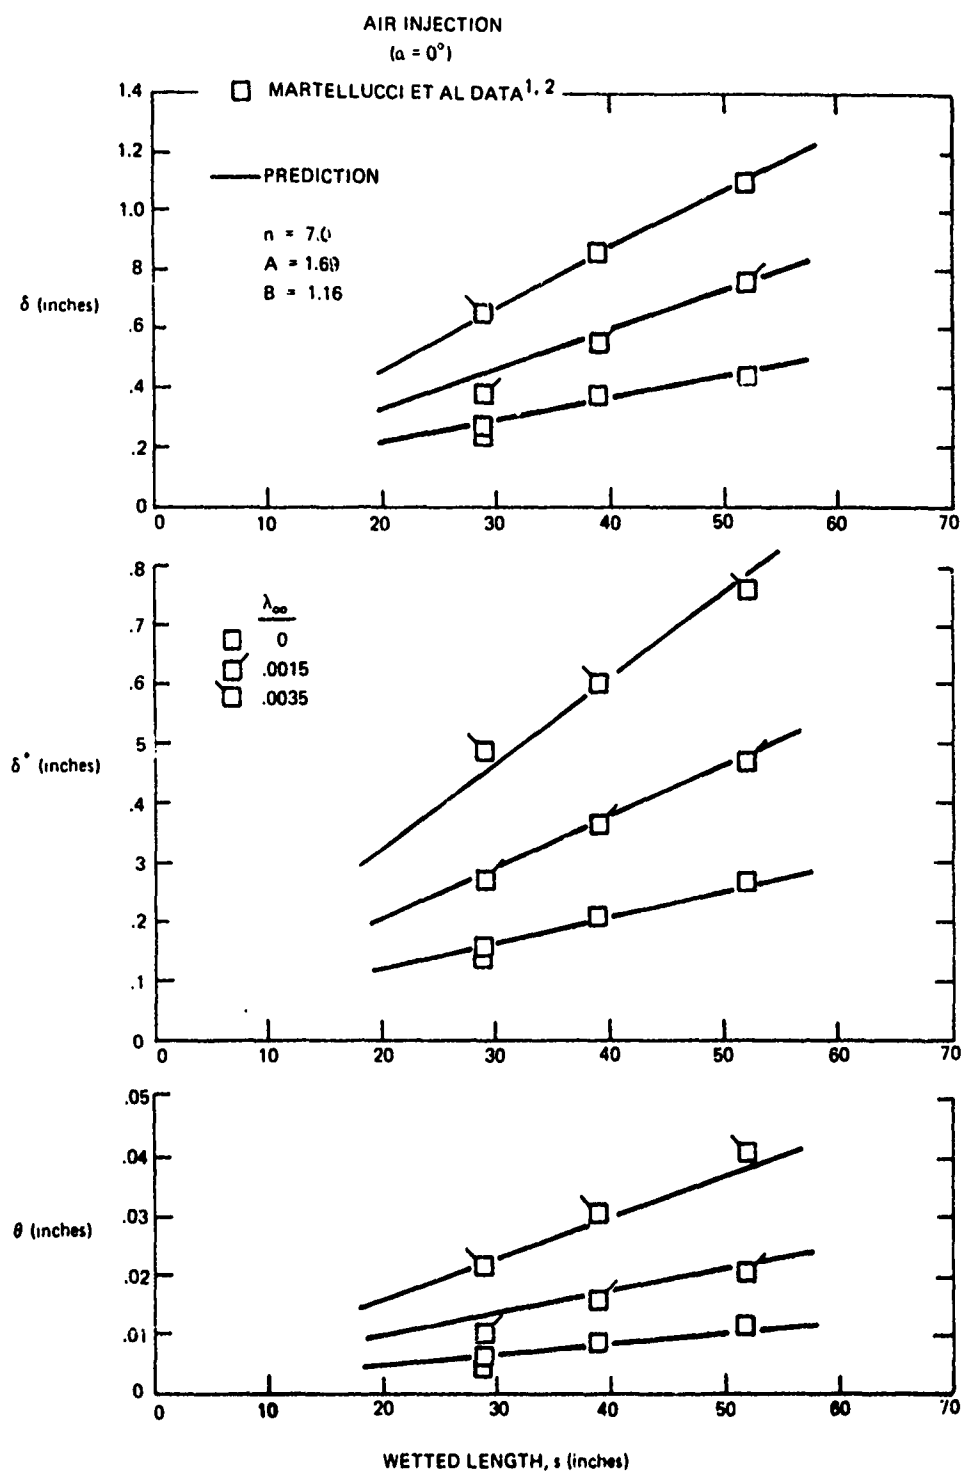 AIR INJECTION
(α = 0°)
MARTELLUCCI ET AL DATA1, 2
PREDICTION
n = 7.0
A = 1.69
B = 1.16
δ (inches)
1.4
1.2
1.0
8
.6
.4
.2
0
0 10 20 30 40 50 60 70
λ∞
0
.0015
.0035
δ* (inches)
.8
.7
.6
5
.4
3
.2
.1
0
0 10 20 30 40 50 60 70
θ (inches)
.05
.04
.03
.02
.01
0
0 10 20 30 40 50 60 70
WETTED LENGTH, s (inches)